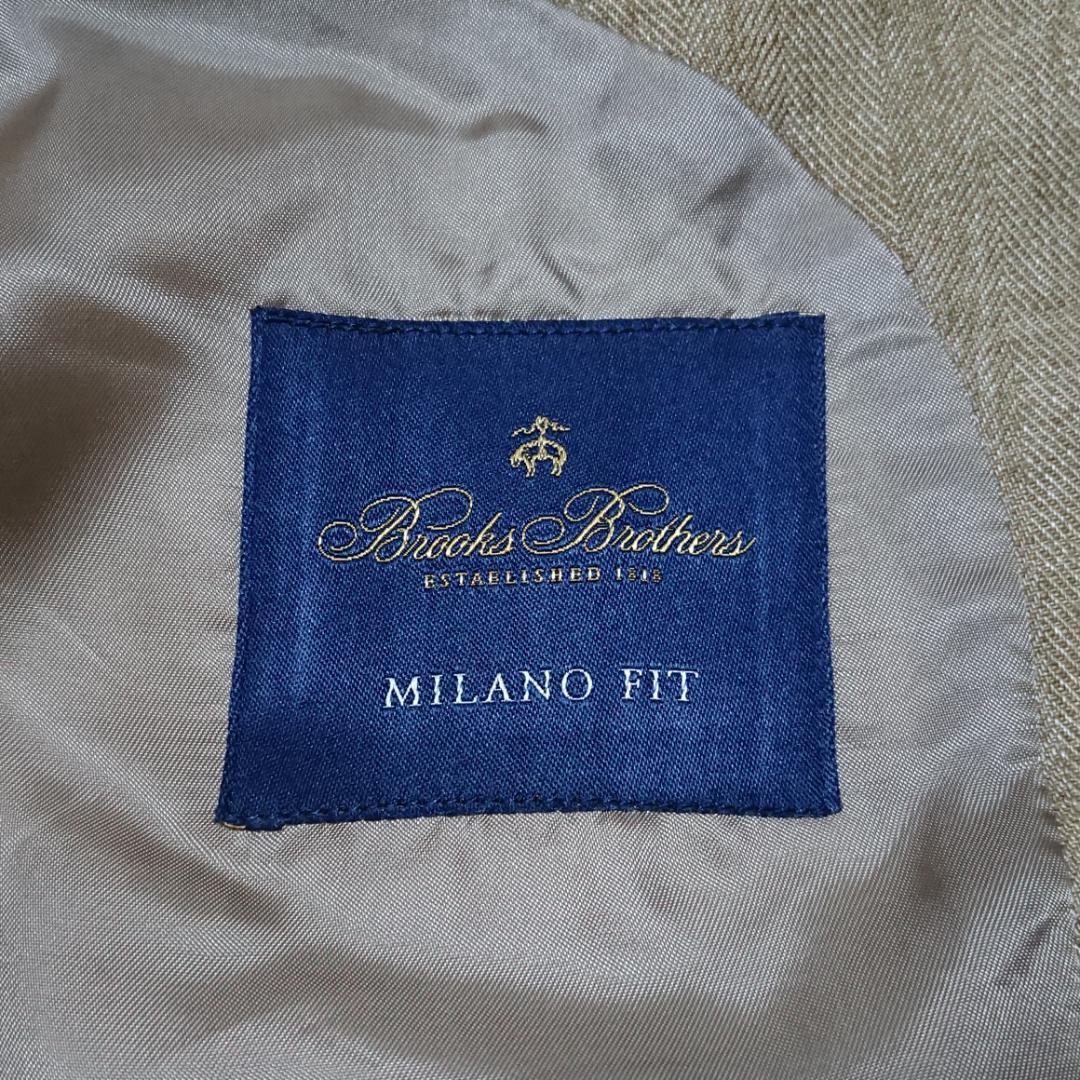 Brooks Brothers
ESTABLISHED 1818
MILANO FIT